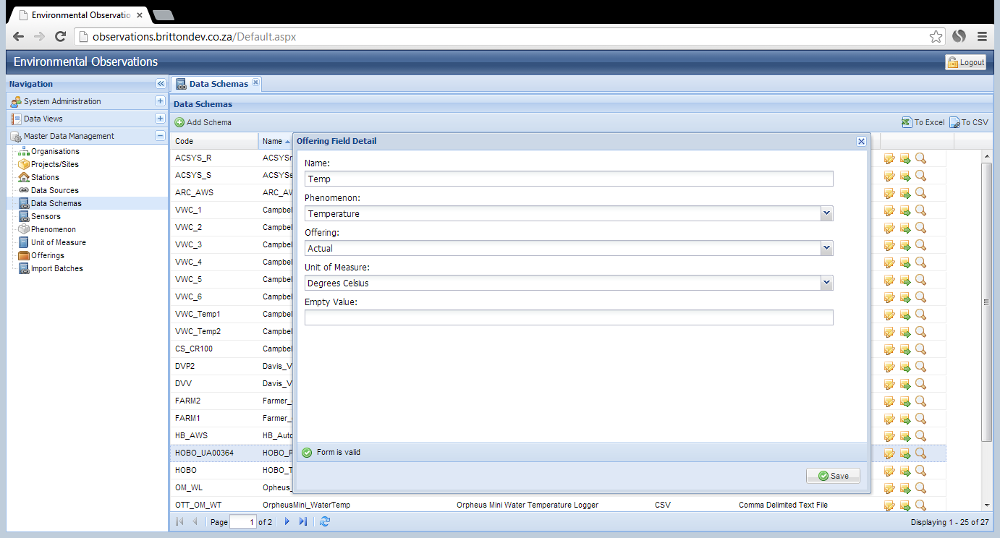 Environmental Observatio
observations.brittondev.co.za/Default.aspx
Environmental Observations
Logout
Navigation
System Administration
Data Views
Master Data Management
Organisations
Projects/Sites
Stations
Data Sources
Data Schemas
Sensors
Phenomenon
Unit of Measure
Offerings
Import Batches
Data Schemas
Data Schemas
Add Schema
To Excel To CSV
Code Name
ACSYS_R ACSYSr
ACSYS_S ACSYSs
ARC_AWS ARC_AW
VWC_1 Campbel
VWC_2 Campbel
VWC_3 Campbel
VWC_4 Campbel
VWC_5 Campbel
VWC_6 Campbel
VWC_Temp1 Campbel
VWC_Temp2 Campbel
CS_CR100 Campbel
DVP2 Davis_V
DVV Davis_V
FARM2 Farmer_
FARM1 Farmer_
HB_AWS HB_Auto
HOBO_UA00364 HOBO_P
HOBO HOBO_T
OM_WL Opheus_
OTT_OM_WT OrpheusMini_WaterTemp Orpheus Mini Water Temperature Logger CSV Comma Delimited Text File
Offering Field Detail
Name:
Temp
Phenomenon:
Temperature
Offering:
Actual
Unit of Measure:
Degrees Celsius
Empty Value:
Form is valid
Save
Page 1 of 2
Displaying 1 - 25 of 27